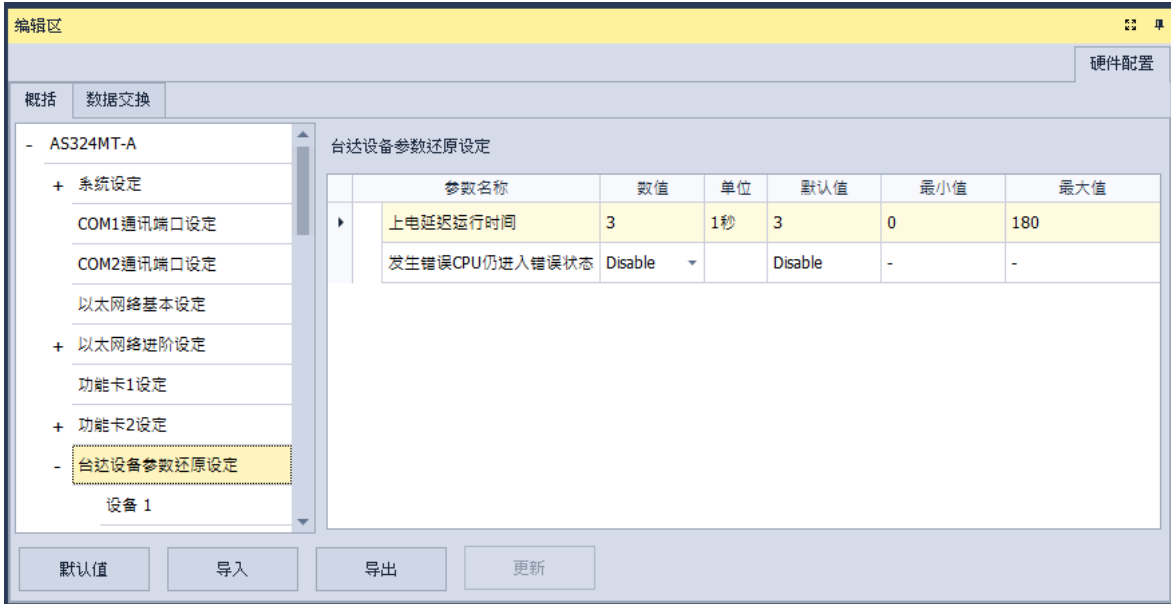 编辑区
硬件配置
概括 数据交换
- AS324MT-A
+ 系统设定
COM1通讯端口设定
COM2通讯端口设定
以太网络基本设定
+ 以太网络进阶设定
功能卡1设定
+ 功能卡2设定
- 台达设备参数还原设定
设备 1
台达设备参数还原设定
参数名称 数值 单位 默认值 最小值 最大值
上电延迟运行时间 3 1秒 3 0 180
发生错误CPU仍进入错误状态 Disable Disable - -
默认值 导入 导出 更新